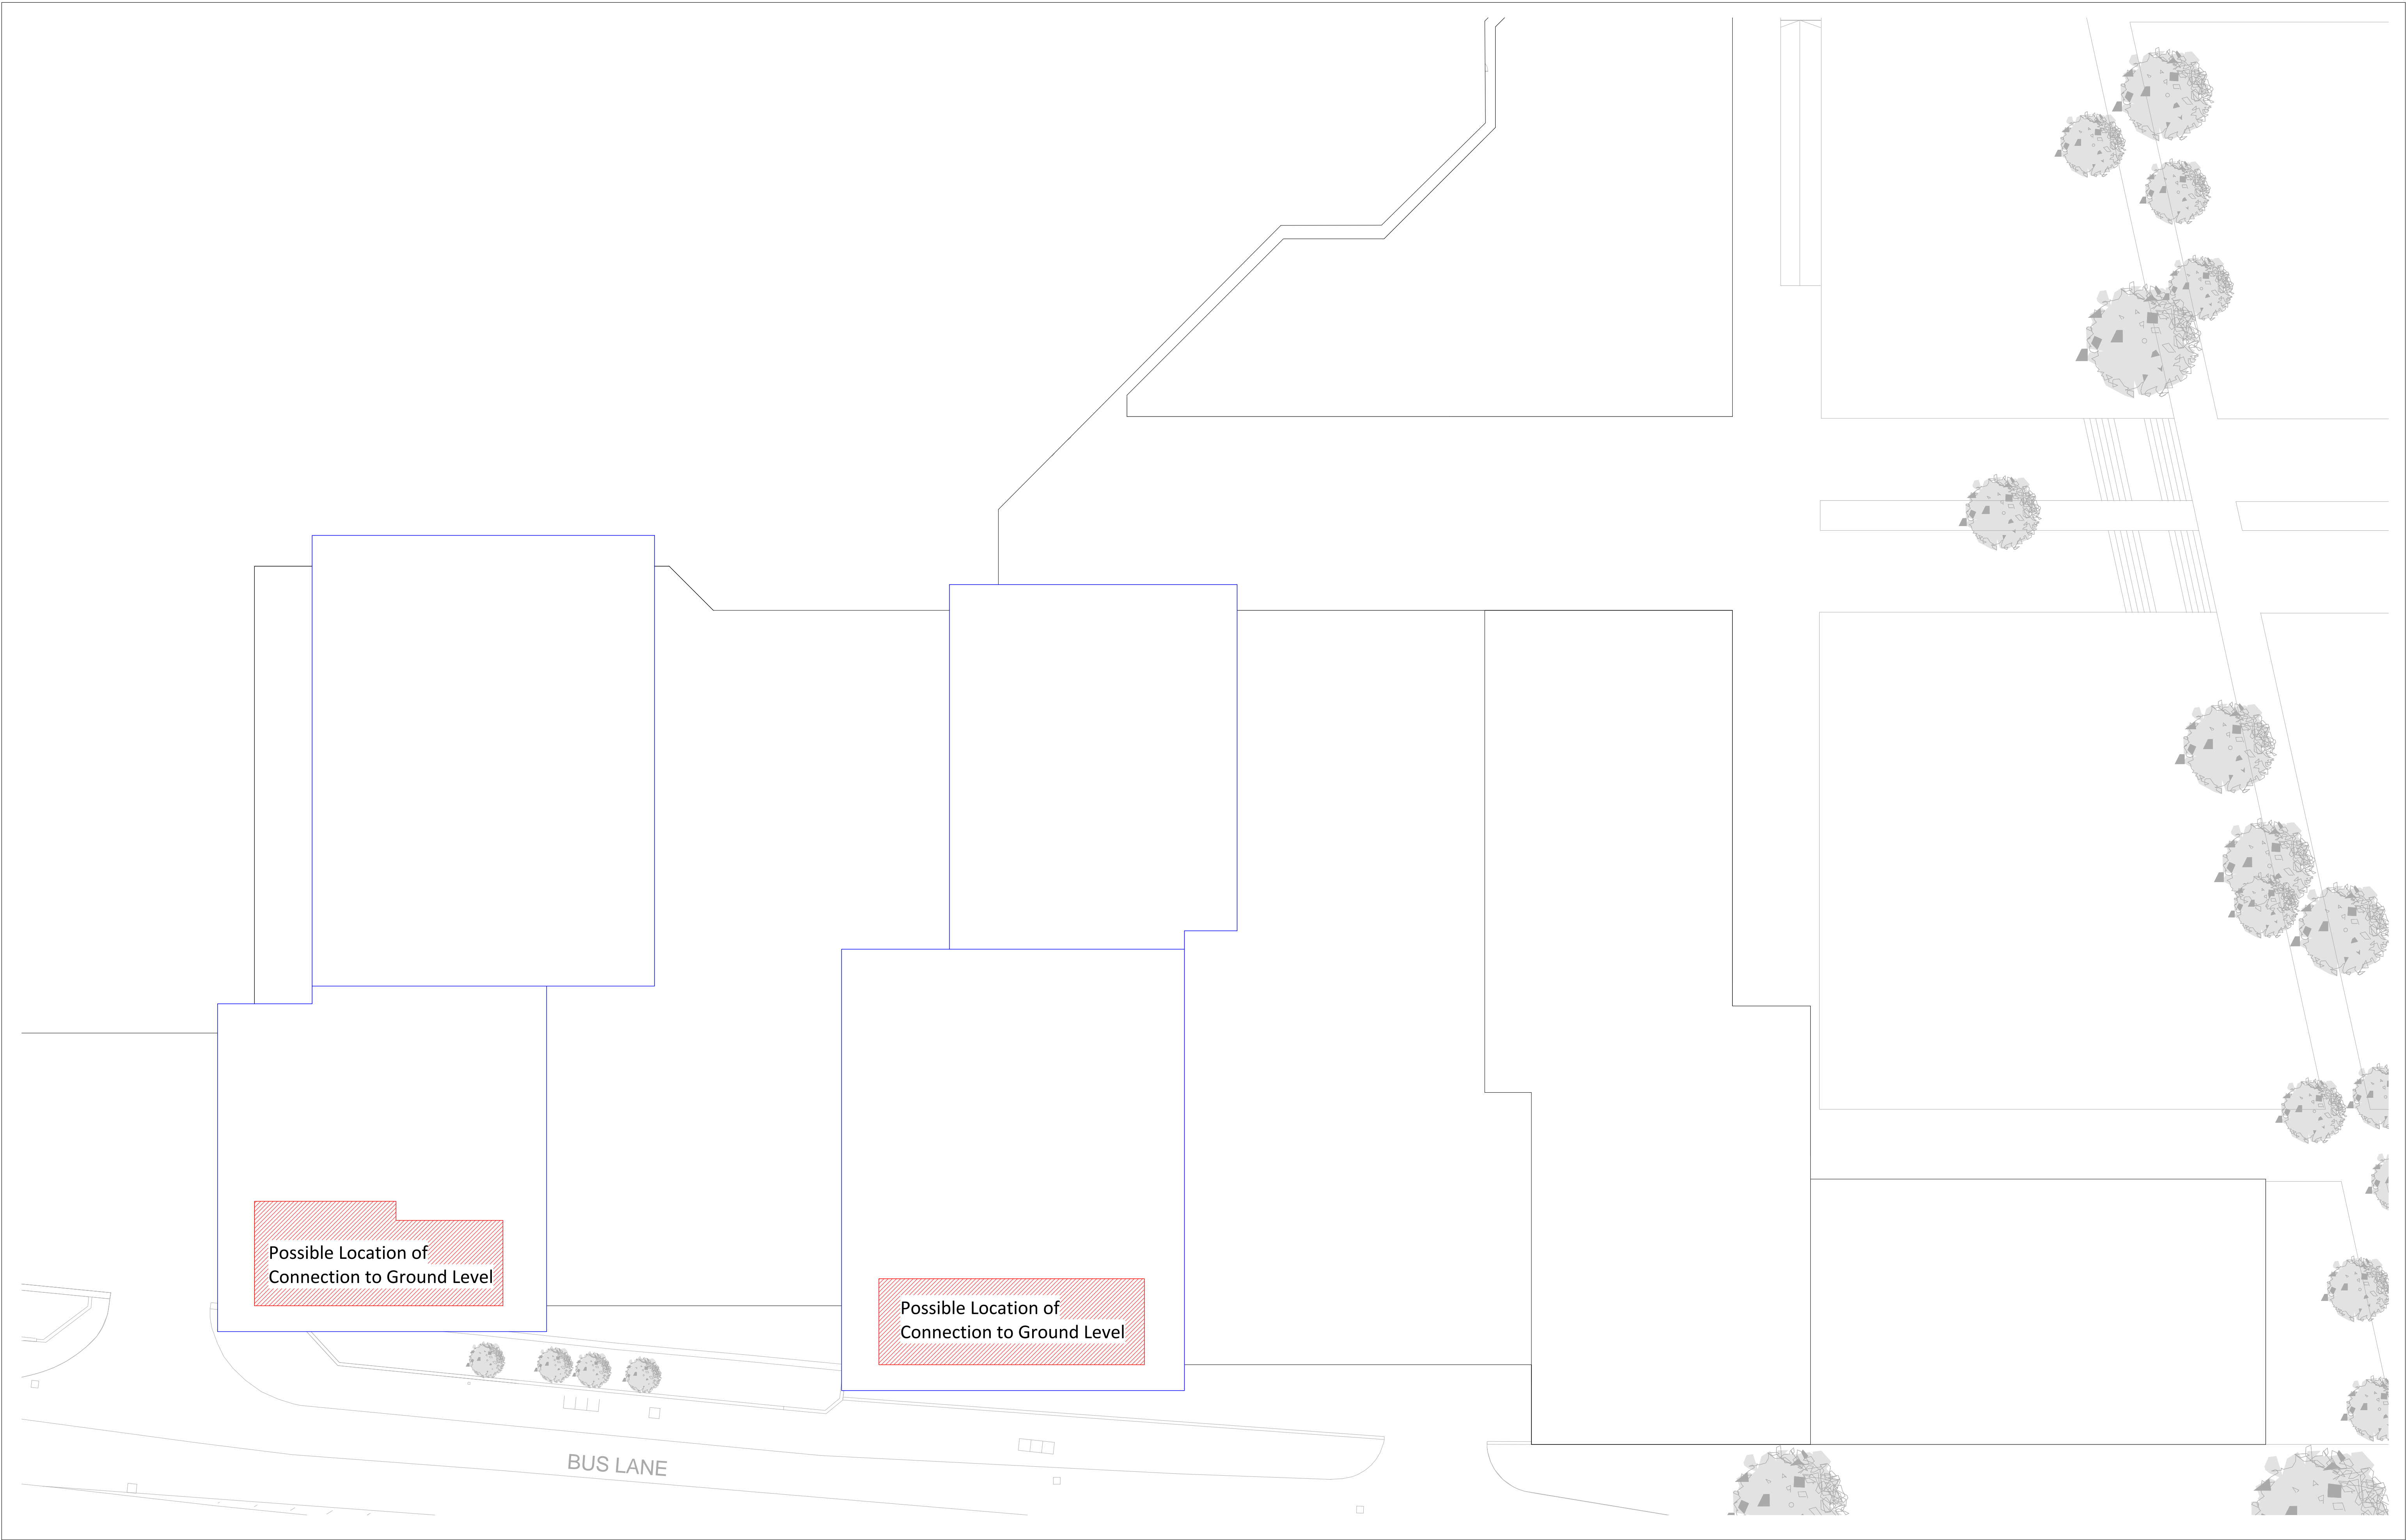 Possible Location of
Connection to Ground Level
Possible Location of
Connection to Ground Level
BUS LANE